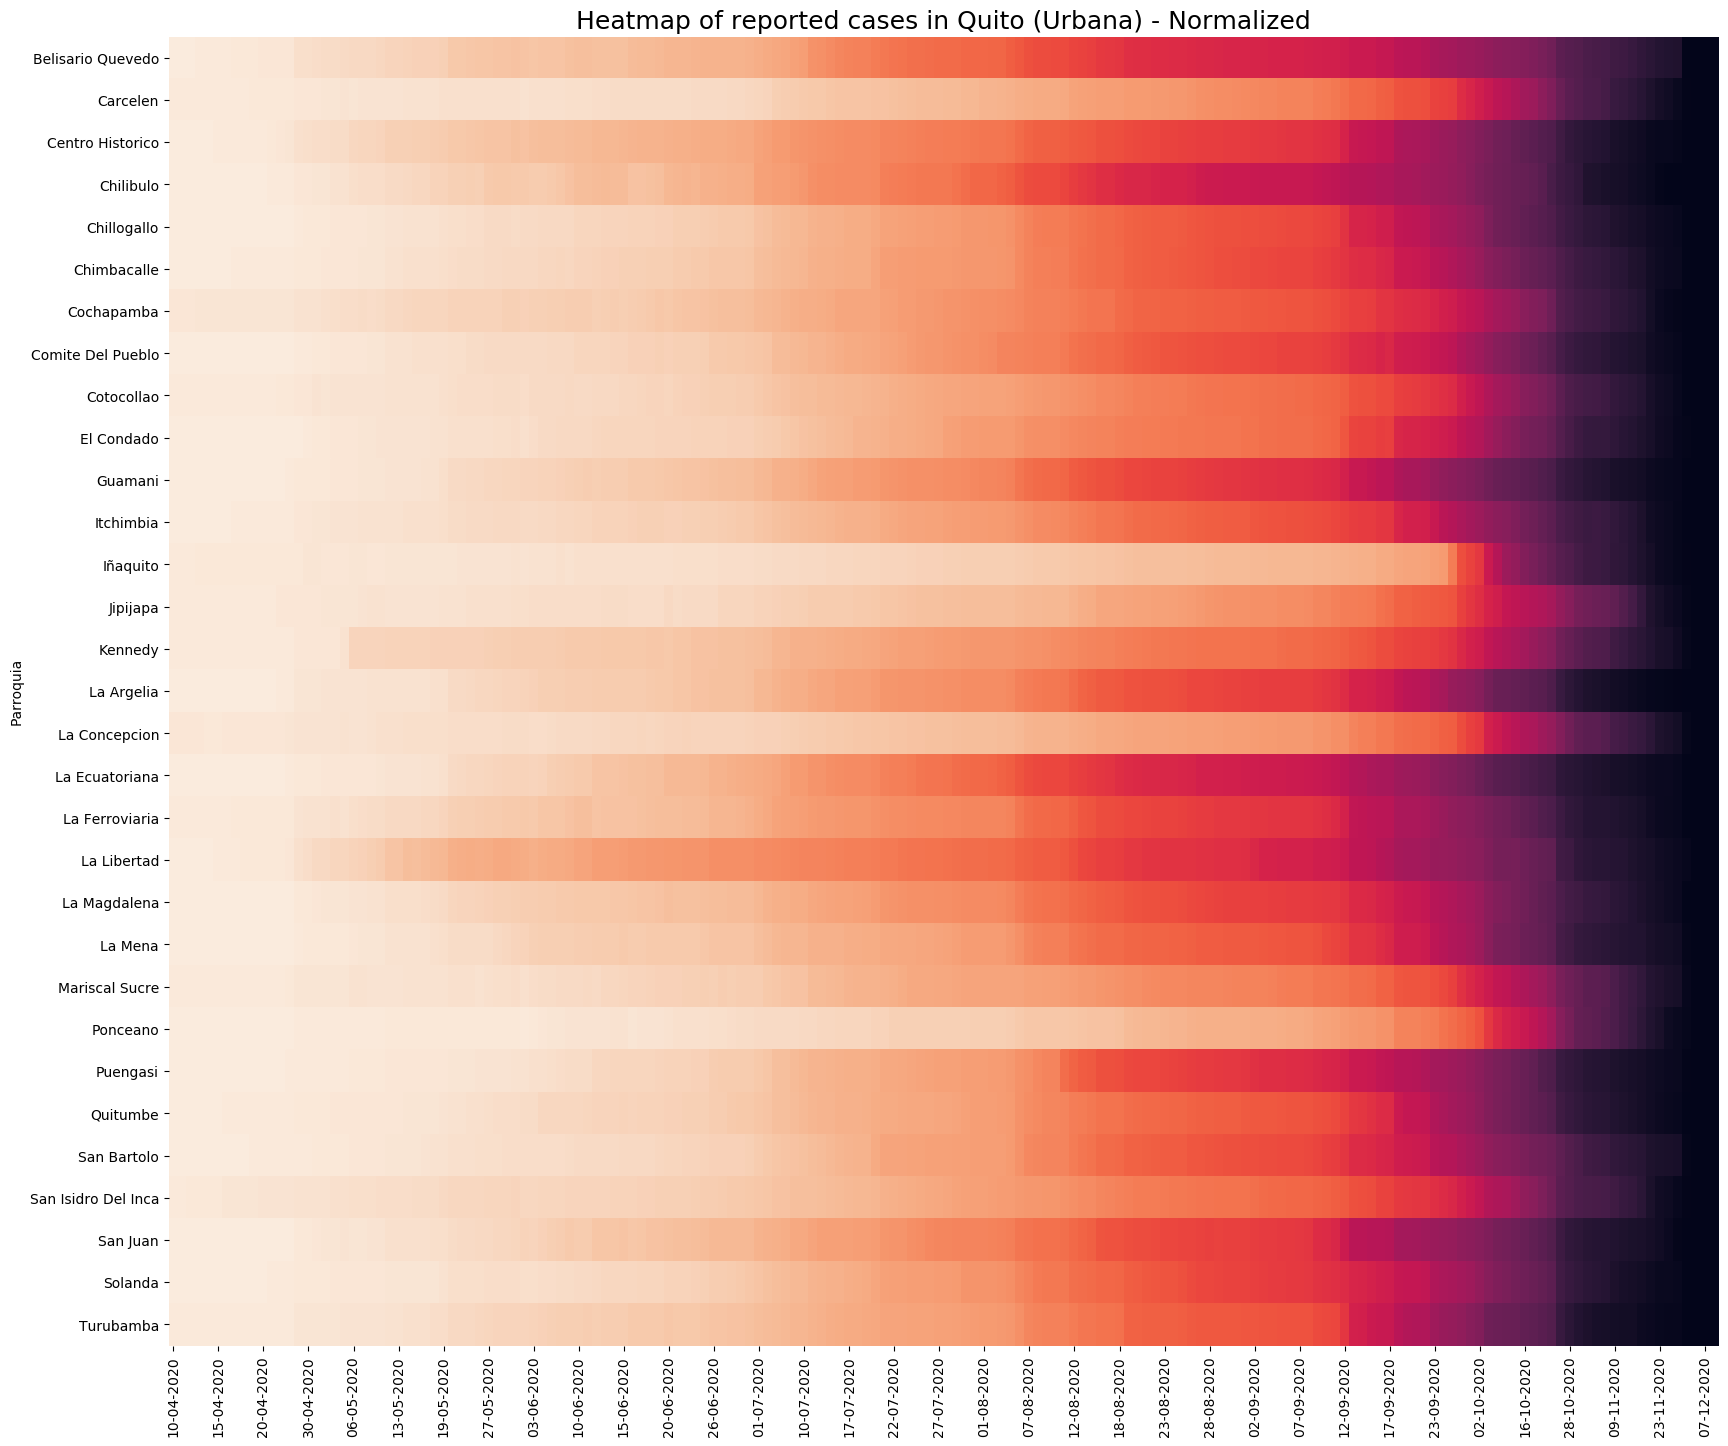 Heatmap of reported cases in Quito (Urbana) - Normalized
Parroquia
Belisario Quevedo
Carcelen
Centro Historico
Chilibulo
Chillogallo
Chimbacalle
Cochapamba
Comite Del Pueblo
Cotocollao
El Condado
Guamani
Itchimbia
Iñaquito
Jipijapa
Kennedy
La Argelia
La Concepcion
La Ecuatoriana
La Ferroviaria
La Libertad
La Magdalena
La Mena
Mariscal Sucre
Ponceano
Puengasi
Quitumbe
San Bartolo
San Isidro Del Inca
San Juan
Solanda
Turubamba
10-04-2020
15-04-2020
20-04-2020
30-04-2020
06-05-2020
13-05-2020
19-05-2020
27-05-2020
03-06-2020
10-06-2020
15-06-2020
20-06-2020
26-06-2020
01-07-2020
10-07-2020
17-07-2020
22-07-2020
27-07-2020
01-08-2020
07-08-2020
12-08-2020
18-08-2020
23-08-2020
28-08-2020
02-09-2020
07-09-2020
12-09-2020
17-09-2020
23-09-2020
02-10-2020
16-10-2020
28-10-2020
09-11-2020
23-11-2020
07-12-2020